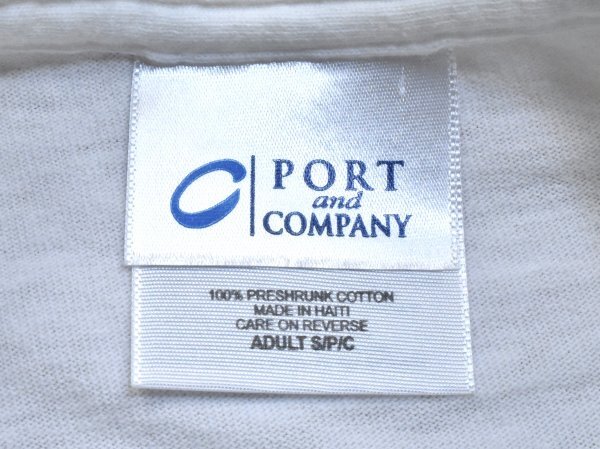 PORT
and
COMPANY
100% PRESHRUNK COTTON
MADE IN HAITI
CARE ON REVERSE
ADULT S/P/C